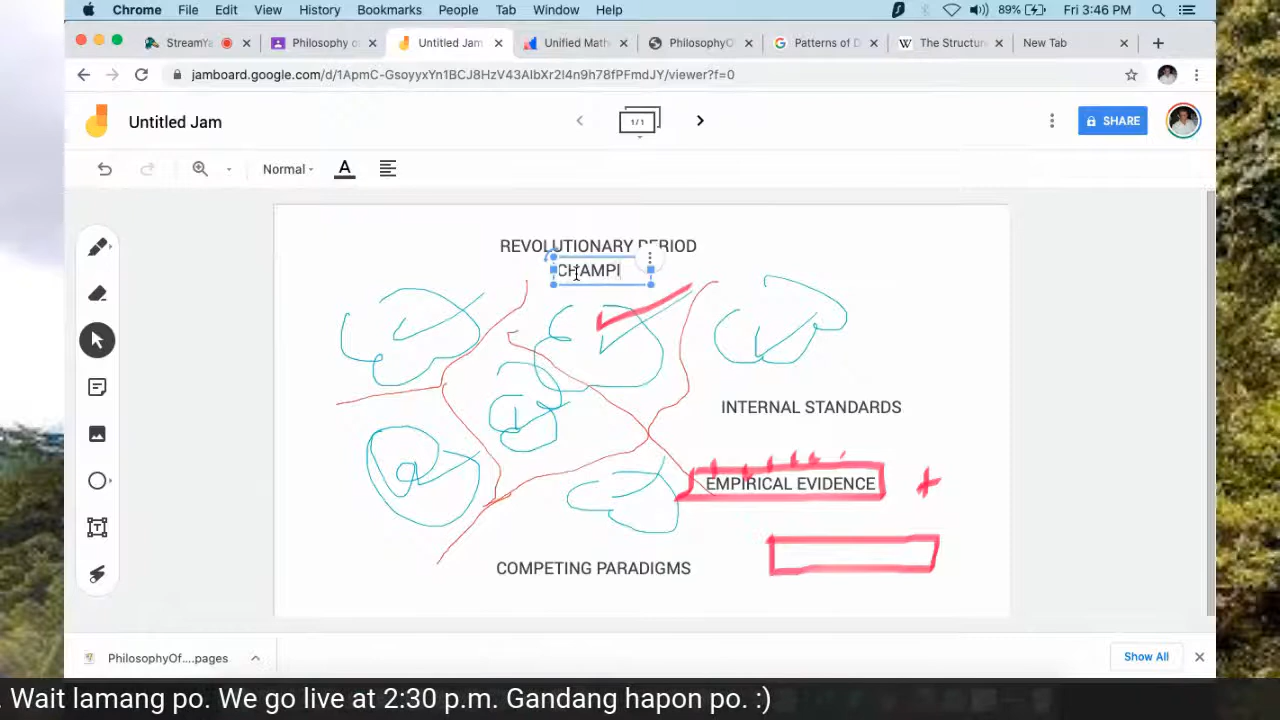 Chrome File Edit View History Bookmarks People Tab Window Help 89% Fri 3:46 PM
StreamYa Philosophy o Untitled Jam Unified Math PhilosophyO Patterns of D W The Structur New Tab
jamboard.google.com/d/1ApmC-GsoyyxYn1BCJ8HzV43AIbXr2I4n9h78fPFmdJY/viewer?f=0
Untitled Jam 1/1 SHARE
Normal A
REVOLUTIONARY PERIOD
CHAMPI
INTERNAL STANDARDS
EMPIRICAL EVIDENCE
COMPETING PARADIGMS
PhilosophyOf....pages Show All
. Wait lamang po. We go live at 2:30 p.m. Gandang hapon po. :)